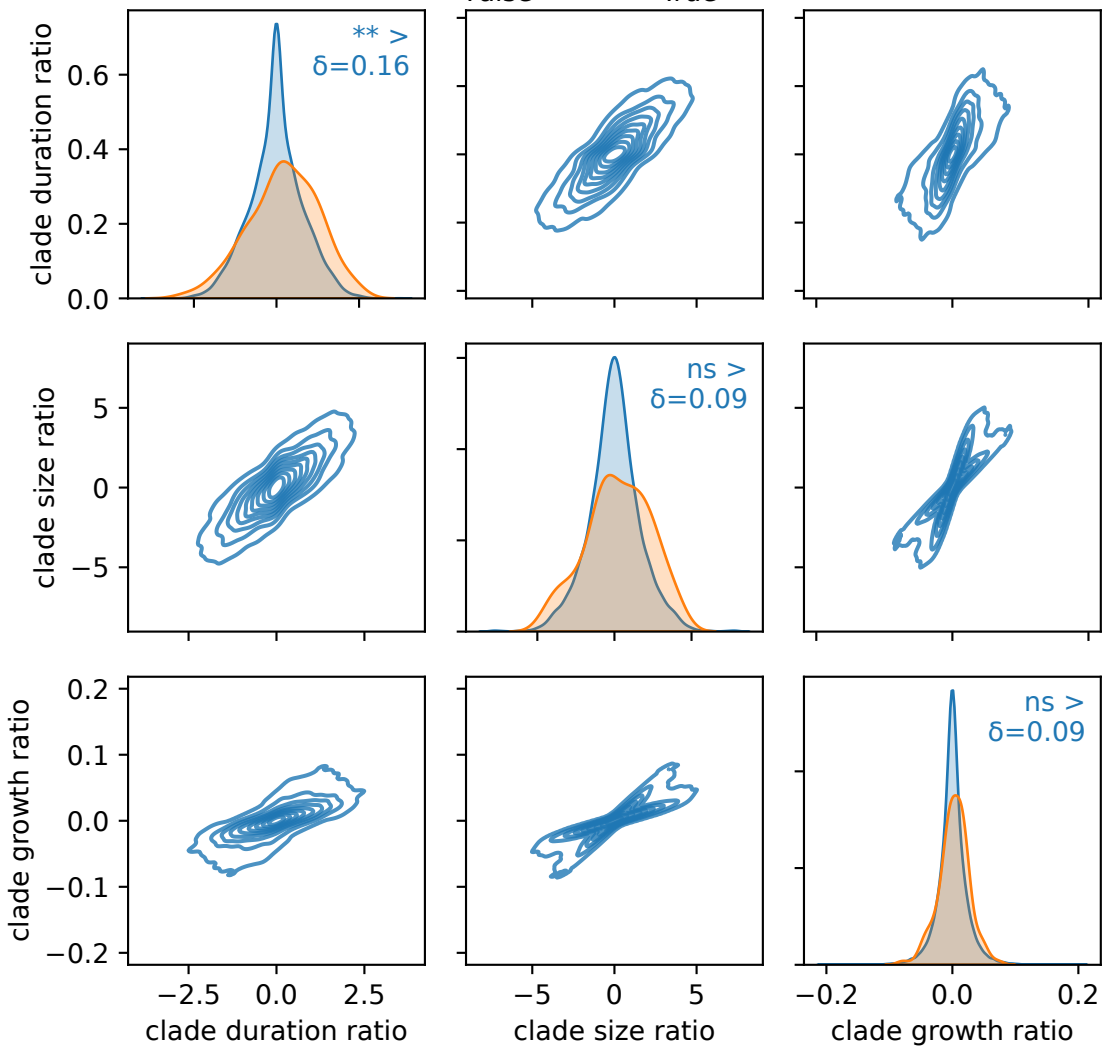 clade duration ratio
0.6
0.4
0.2
0.0
** >
δ=0.16
clade size ratio
5
0
−5
ns >
δ=0.09
clade growth ratio
0.2
0.1
0.0
−0.1
−0.2
ns >
δ=0.09
−2.5 0.0 2.5
−5 0 5
−0.2 0.0 0.2
clade duration ratio
clade size ratio
clade growth ratio